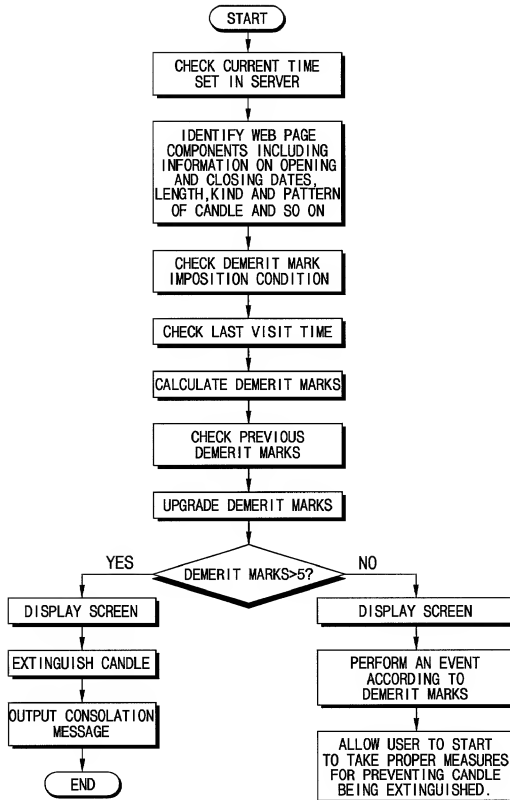 START
CHECK CURRENT TIME
SET IN SERVER
IDENTIFY WEB PAGE
COMPONENTS INCLUDING
INFORMATION ON OPENING
AND CLOSING DATES,
LENGTH,KIND AND PATTERN
OF CANDLE AND SO ON
CHECK DEMERIT MARK
IMPOSITION CONDITION
CHECK LAST VISIT TIME
CALCULATE DEMERIT MARKS
CHECK PREVIOUS
DEMERIT MARKS
UPGRADE DEMERIT MARKS
DEMERIT MARKS>5?
YES
NO
DISPLAY SCREEN
EXTINGUISH CANDLE
OUTPUT CONSOLATION
MESSAGE
END
DISPLAY SCREEN
PERFORM AN EVENT
ACCORDING TO
DEMERIT MARKS
ALLOW USER TO START
TO TAKE PROPER MEASURES
FOR PREVENTING CANDLE
BEING EXTINGUISHED.